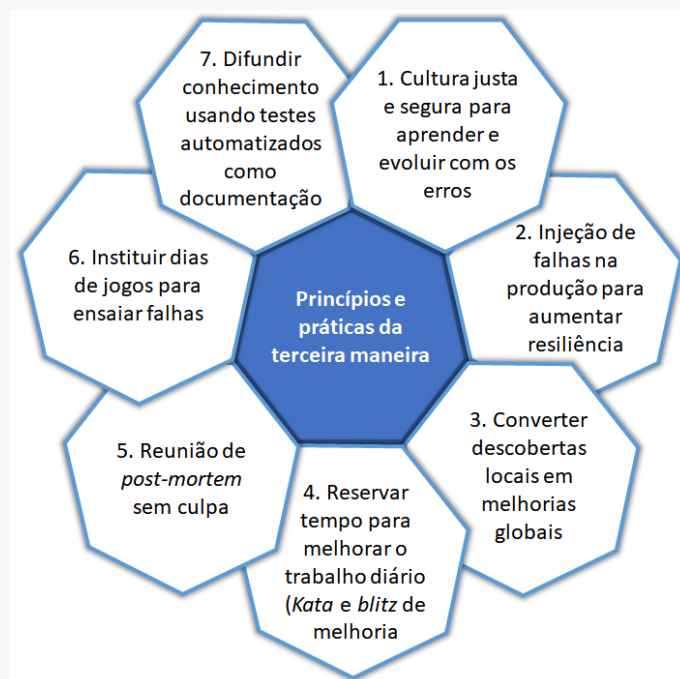 Princípios e
práticas da
terceira maneira
1. Cultura justa
e segura para
aprender e
evoluir com os
erros
2. Injeção de
falhas na
produção para
aumentar
resiliência
3. Converter
descobertas
locais em
melhorias
globais
4. Reservar
tempo para
melhorar o
trabalho diário
(Kata e blitz de
melhoria
5. Reunião de
post-mortem
sem culpa
6. Instituir dias
de jogos para
ensaiar falhas
7. Difundir
conhecimento
usando testes
automatizados
como
documentação